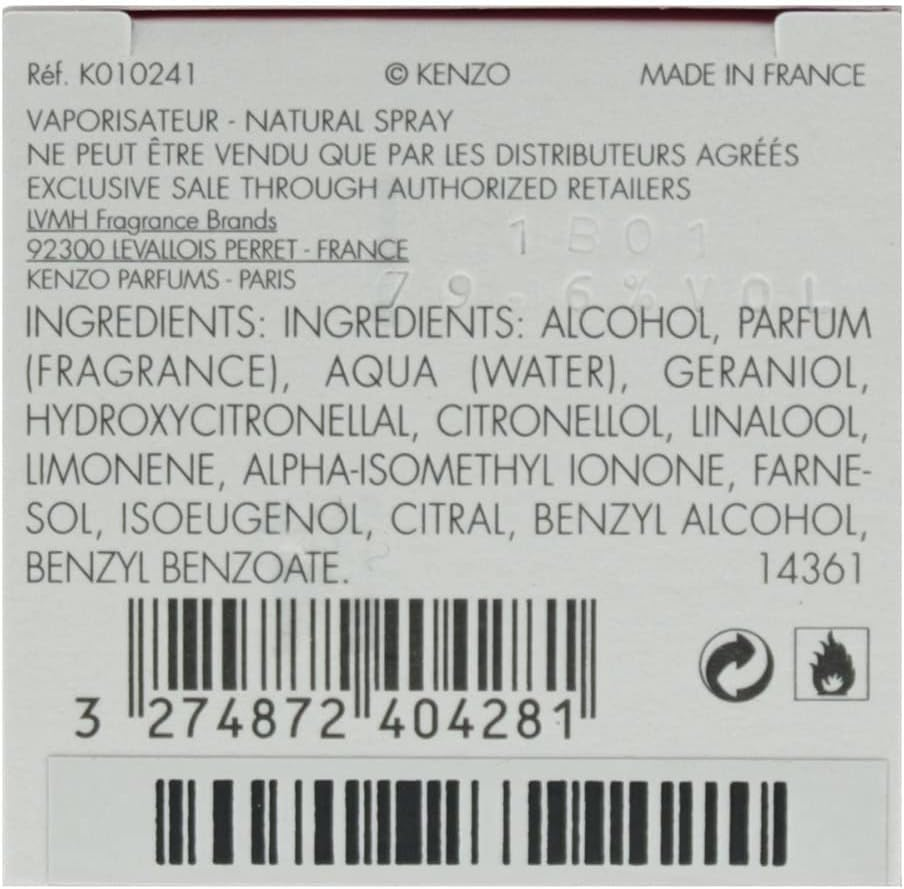 Réf. K010241 © KENZO MADE IN FRANCE
VAPORISATEUR - NATURAL SPRAY
NE PEUT ÊTRE VENDU QUE PAR LES DISTRIBUTEURS AGRÉÉS
EXCLUSIVE SALE THROUGH AUTHORIZED RETAILERS
LVMH Fragrance Brands
1B01
92300 LEVALLOIS PERRET - FRANCE
KENZO PARFUMS - PARIS
79.6%VOL
INGREDIENTS: INGREDIENTS: ALCOHOL, PARFUM
(FRAGRANCE), AQUA (WATER), GERANIOL,
HYDROXYCITRONELLAL, CITRONELLOL, LINALOOL,
LIMONENE, ALPHA-ISOMETHYL IONONE, FARNE-
SOL, ISOEUGENOL, CITRAL, BENZYL ALCOHOL,
BENZYL BENZOATE. 14361
3 274872 404281